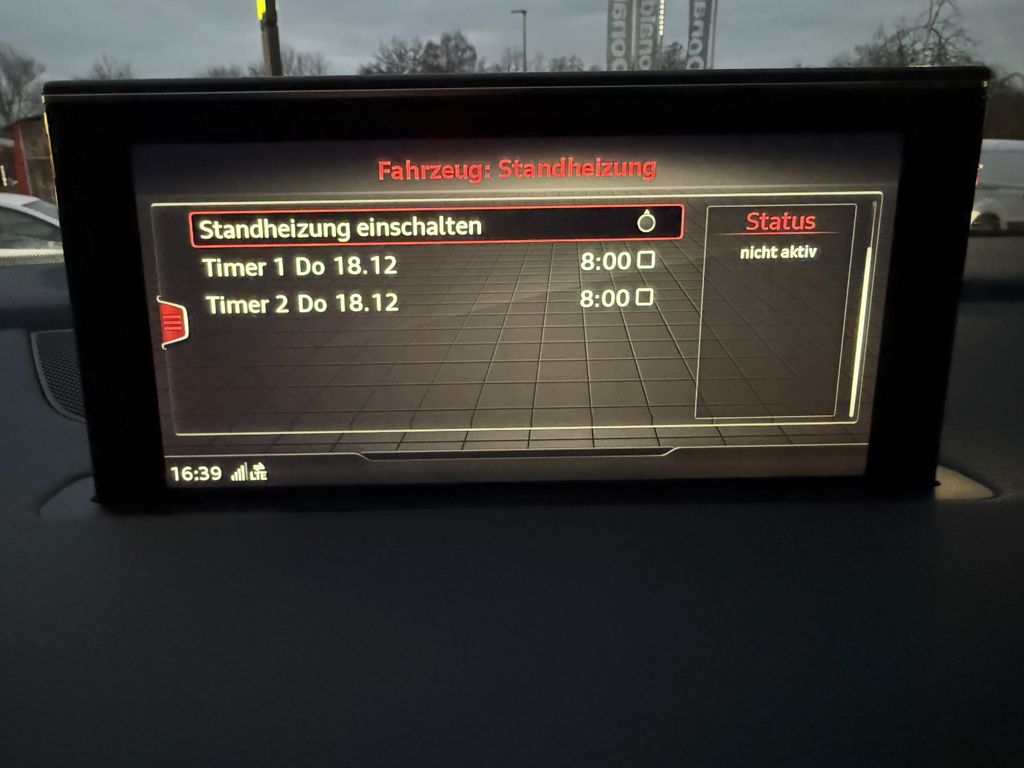 Fahrzeug: Standheizung
Standheizung einschalten
Timer 1 Do 18.12 8:00
Timer 2 Do 18.12 8:00
Status
nicht aktiv
16:39 LTE